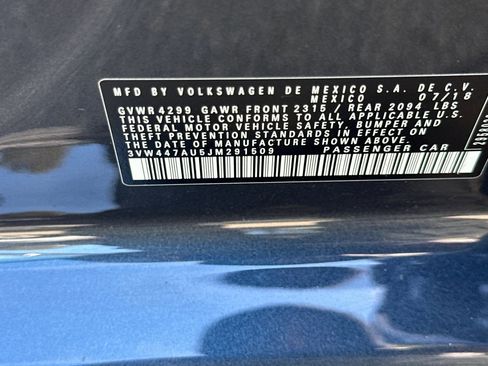 MFD BY VOLKSWAGEN DE MEXICO S.A. DE C.V.
MEXICO 07/18
GVWR 4299 GAWR FRONT 2315 / REAR 2094 LBS
THIS VEHICLE CONFORMS TO ALL APPLICABLE U.S.
FEDERAL MOTOR VEHICLE SAFETY, BUMPER AND
THEFT PREVENTION STANDARDS IN EFFECT ON
THE DATE OF MANUFACTURE SHOWN ABOVE.
3VW447AU5JM291509 PASSENGER CAR